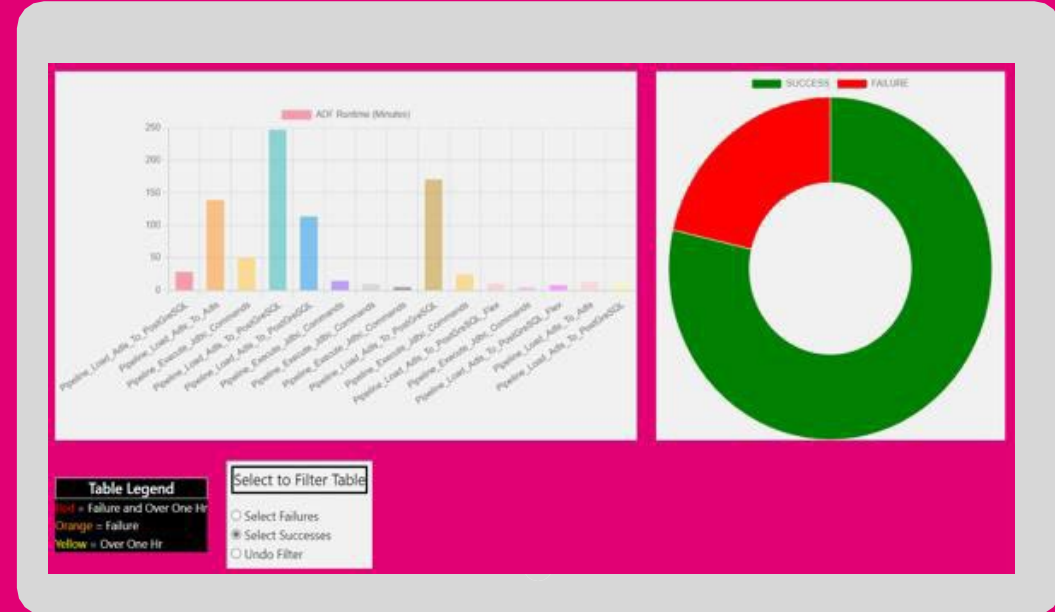 ADF Runtime (Minutes)
250
200
150
100
50
0
Pipeline_Load_Adls_To_PostGreSQL
Pipeline_Load_Adls_To_Adls
Pipeline_Execute_Jdbc_Commands
Pipeline_Load_Adls_To_PostGreSQL
Pipeline_Load_Adls_To_PostGreSQL
Pipeline_Execute_Jdbc_Commands
Pipeline_Execute_Jdbc_Commands
Pipeline_Execute_Jdbc_Commands
Pipeline_Load_Adls_To_PostGreSQL
Pipeline_Execute_Jdbc_Commands
Pipeline_Load_Adls_To_PostGreSQL_Flex
Pipeline_Execute_Jdbc_Commands
Pipeline_Load_Adls_To_PostGreSQL_Flex
Pipeline_Load_Adls_To_Adls
Pipeline_Load_Adls_To_PostGreSQL
SUCCESS FAILURE
Table Legend
Red = Failure and Over One Hr
Orange = Failure
Yellow = Over One Hr
Select to Filter Table
Select Failures
Select Successes
Undo Filter